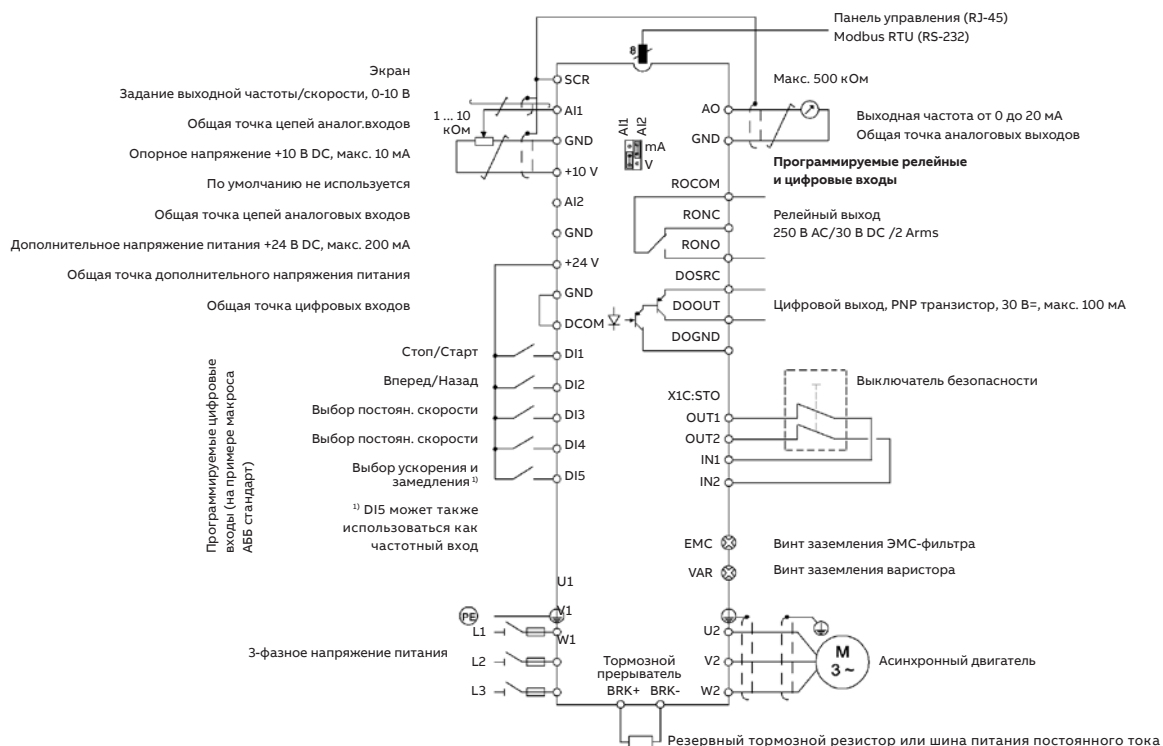 Панель управления (RJ-45)
Modbus RTU (RS-232)
8
Экран
Задание выходной частоты/скорости, 0-10 В
Общая точка цепей аналог.входов
Опорное напряжение +10 В DC, макс. 10 мА
По умолчанию не используется
Общая точка цепей аналоговых входов
Дополнительное напряжение питания +24 В DC, макс. 200 мА
Общая точка дополнительного напряжения питания
Общая точка цифровых входов
1 ... 10
кОм
SCR
AI1
GND
+10 V
AI2
GND
+24 V
GND
DCOM
DI1
DI2
DI3
DI4
DI5
AI1
AI2
mA
V
Стоп/Старт
Вперед/Назад
Выбор постоян. скорости
Выбор постоян. скорости
Выбор ускорения и
замедления 1)
1) DI5 может также
использоваться как
частотный вход
Программируемые цифровые
входы (на примере макроса
АББ стандарт)
Макс. 500 кОм
AO
GND
Выходная частота от 0 до 20 мА
Общая точка аналоговых выходов
Программируемые релейные
и цифровые входы
ROCOM
RONC
RONO
Релейный выход
250 В AC/30 В DC /2 Arms
DOSRC
DOOUT
DOGND
Цифровой выход, PNP транзистор, 30 В=, макс. 100 мА
X1C:STO
OUT1
OUT2
IN1
IN2
Выключатель безопасности
EMC
Винт заземления ЭМС-фильтра
VAR
Винт заземления варистора
U1
V1
W1
PE
L1
L2
L3
3-фазное напряжение питания
Тормозной
прерыватель
BRK+ BRK-
U2
V2
W2
M
3 ~
Асинхронный двигатель
Резервный тормозной резистор или шина питания постоянного тока